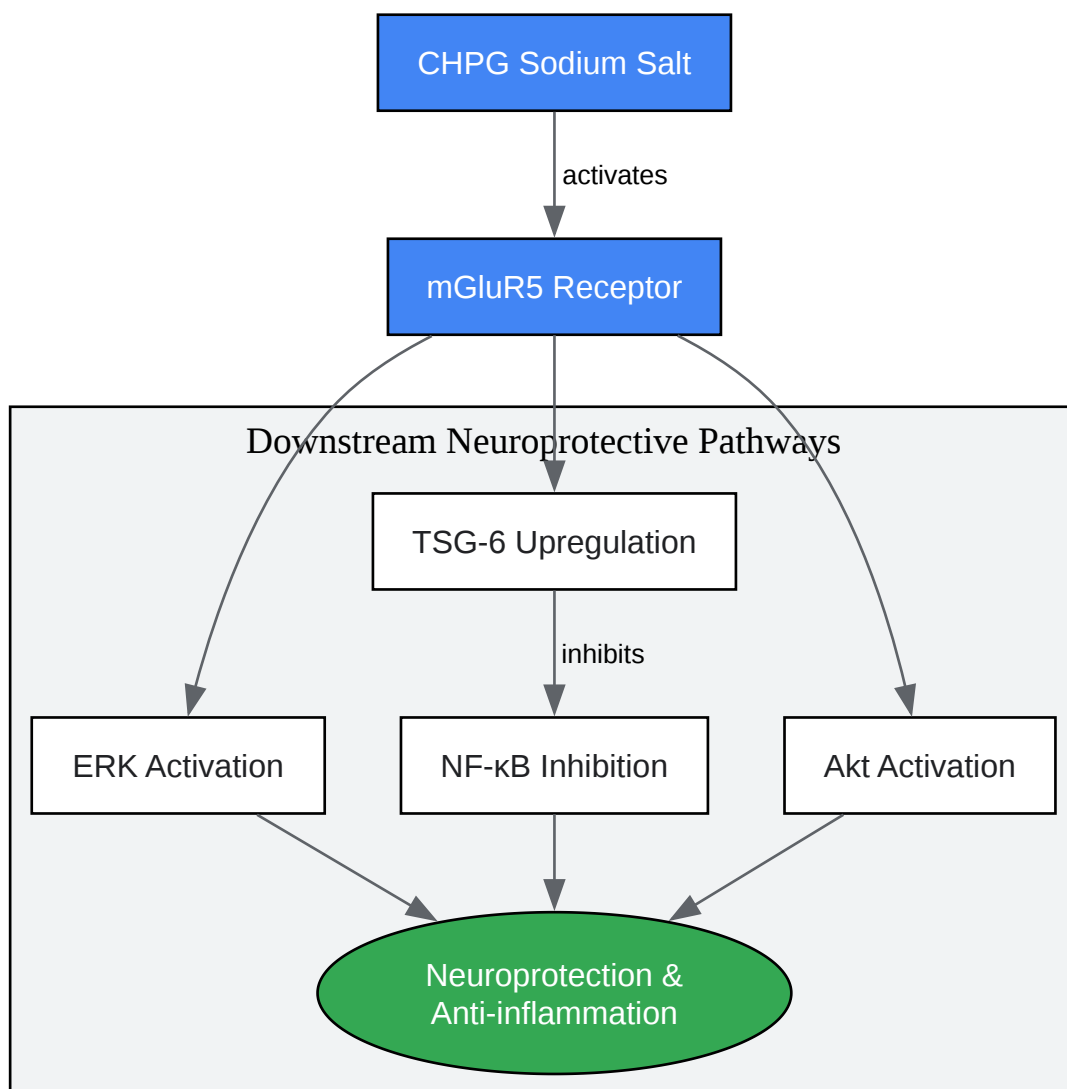 CHPG Sodium Salt
activates
mGluR5 Receptor
Downstream Neuroprotective Pathways
TSG-6 Upregulation
inhibits
ERK Activation
NF-κB Inhibition
Akt Activation
Neuroprotection &
Anti-inflammation